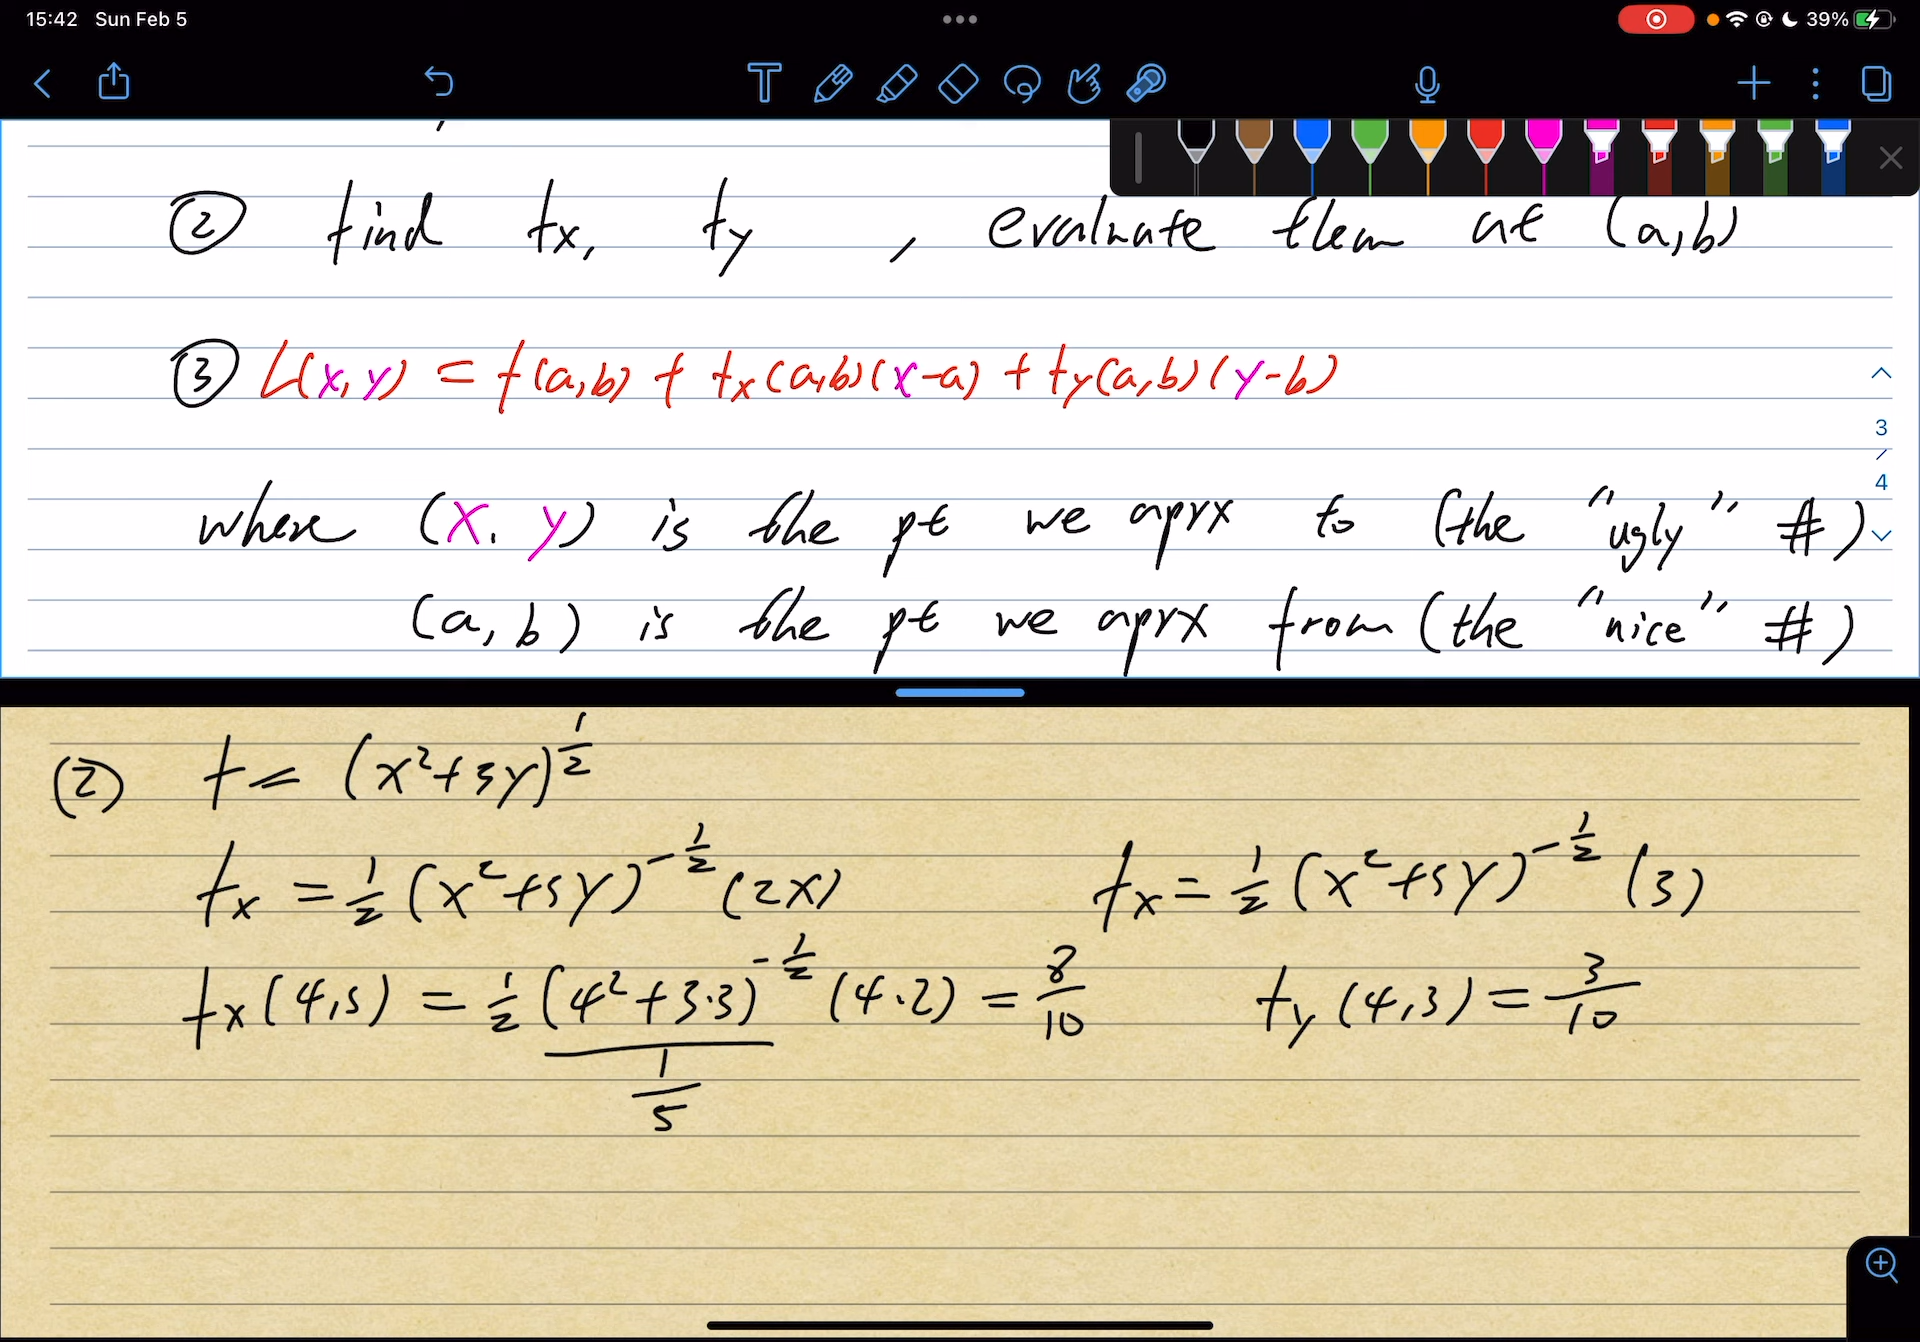 15:42 Sun Feb 5 39%
② find fx, fy , evaluate them at (a,b)
③ L(x,y) = f(a,b) + fx(a,b)(x-a) + fy(a,b)(y-b)
3
/
4
where (x, y) is the pt we aprx to (the "ugly" #)
(a, b) is the pt we aprx from (the "nice" #)
(2) f = (x²+3y)^½
fx = ½ (x²+3y)^-½ (2x) fx = ½ (x²+3y)^-½ (3)
fx(4,3) = ½ (4²+3·3)^-½ (4·2) = 8/10 fy(4,3) = 3/10
1/5